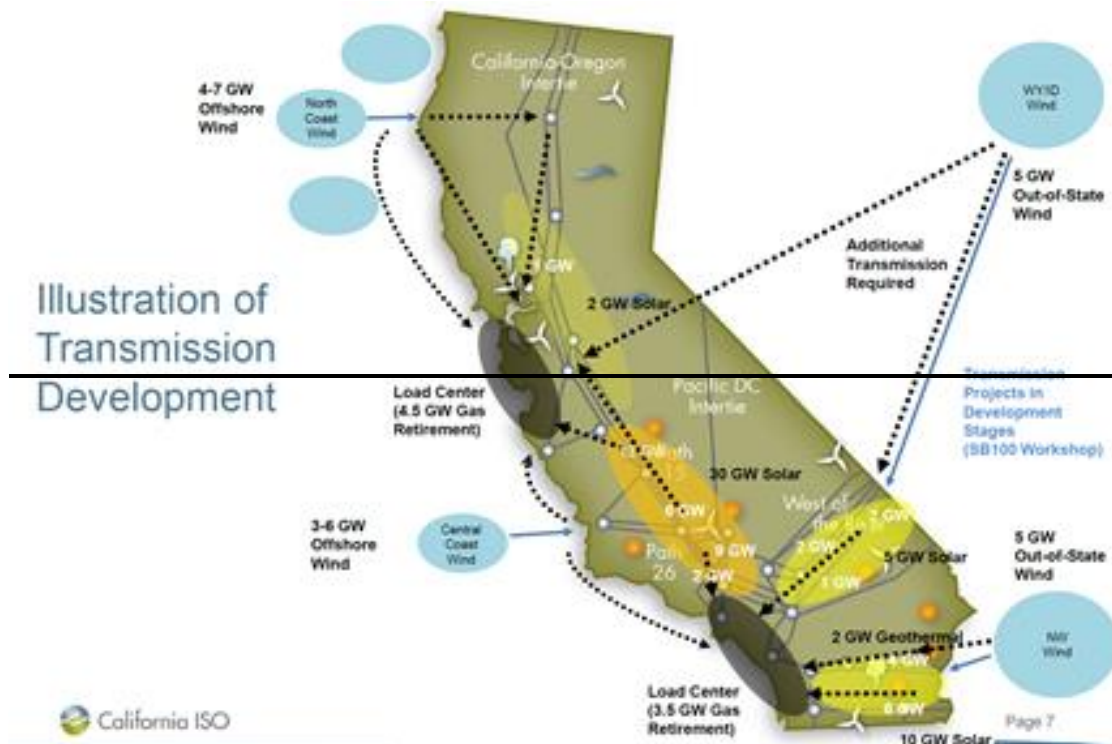 California-Oregon
Intertie
4-7 GW
Offshore
Wind
North
Coast
Wind
WY/ID
Wind
5 GW
Out-of-State
Wind
Additional
Transmission
Required
1 GW
2 GW Solar
Illustration of
Transmission
Development
Load Center
(4.5 GW Gas
Retirement)
Pacific DC
Intertie
Transmission
Projects in
Development
Stages
(SB100 Workshop)
30 GW Solar
6 GW
West of
the
2 GW
3-6 GW
Offshore
Wind
Central
Coast
Wind
9 GW
26
2 GW
2 GW
5 GW Solar
1 GW
5 GW
Out-of-State
Wind
2 GW Geothermal
NW
Wind
GW
Load Center
(3.5 GW Gas
Retirement)
GW
California ISO
Page 7
10 GW Solar